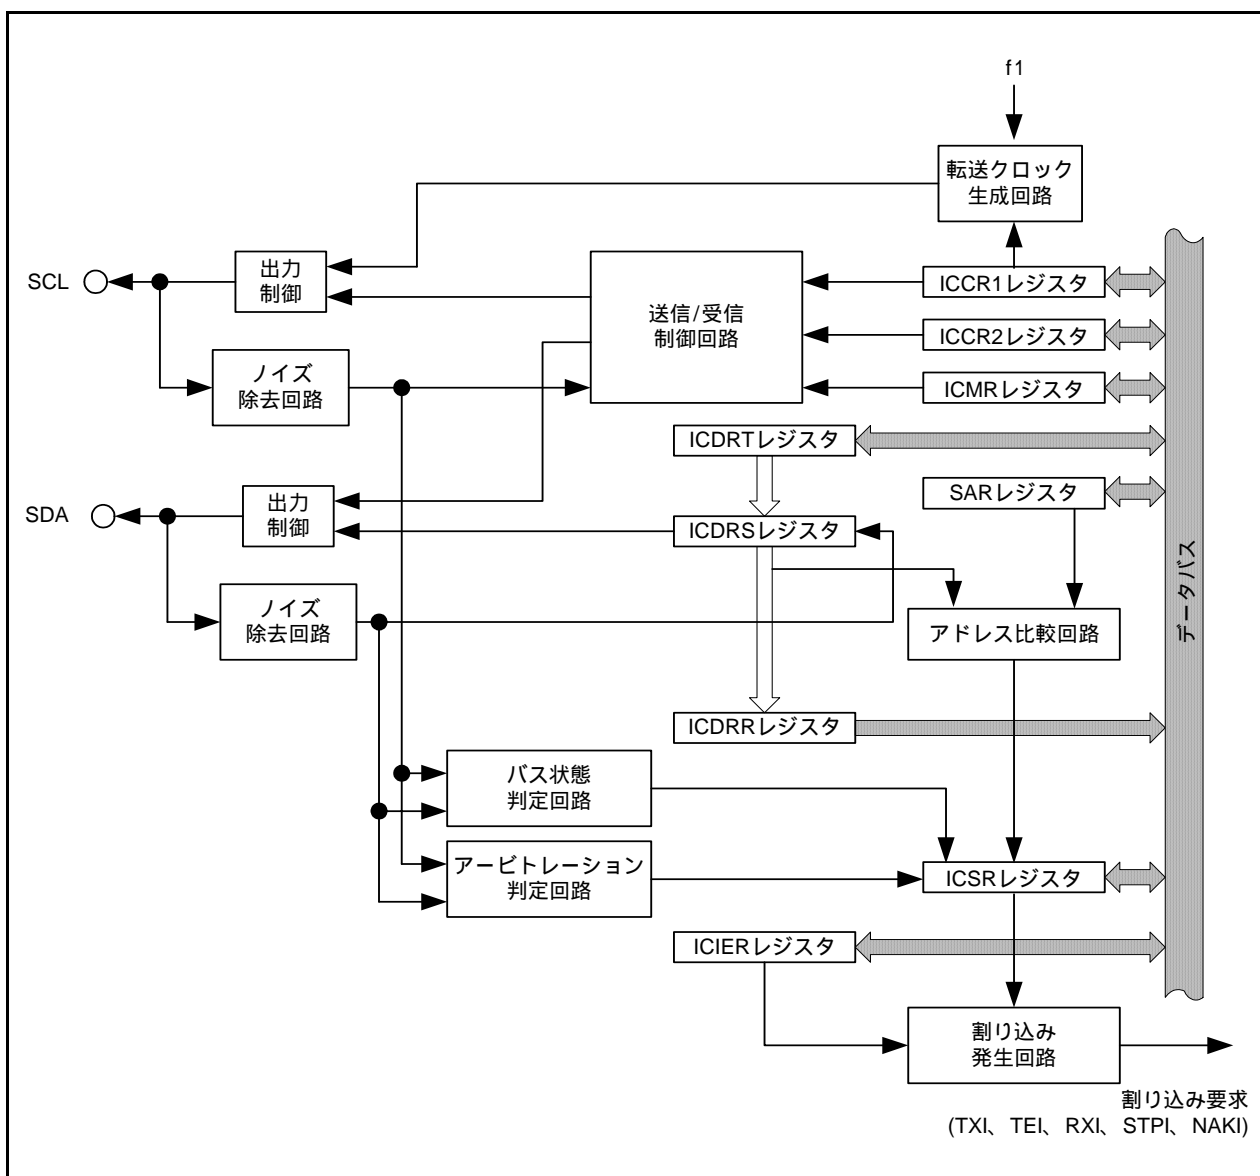 f1
転送クロック
生成回路
SCL
出力
制御
送信/受信
制御回路
ICCR1レジスタ
ICCR2レジスタ
ノイズ
除去回路
ICMRレジスタ
ICDRTレジスタ
SARレジスタ
SDA
出力
制御
ICDRSレジスタ
データバス
ノイズ
除去回路
アドレス比較回路
ICDRRレジスタ
バス状態
判定回路
アービトレーション
判定回路
ICSRレジスタ
ICIERレジスタ
割り込み
発生回路
割り込み要求
(TXI、TEI、RXI、STPI、NAKI)